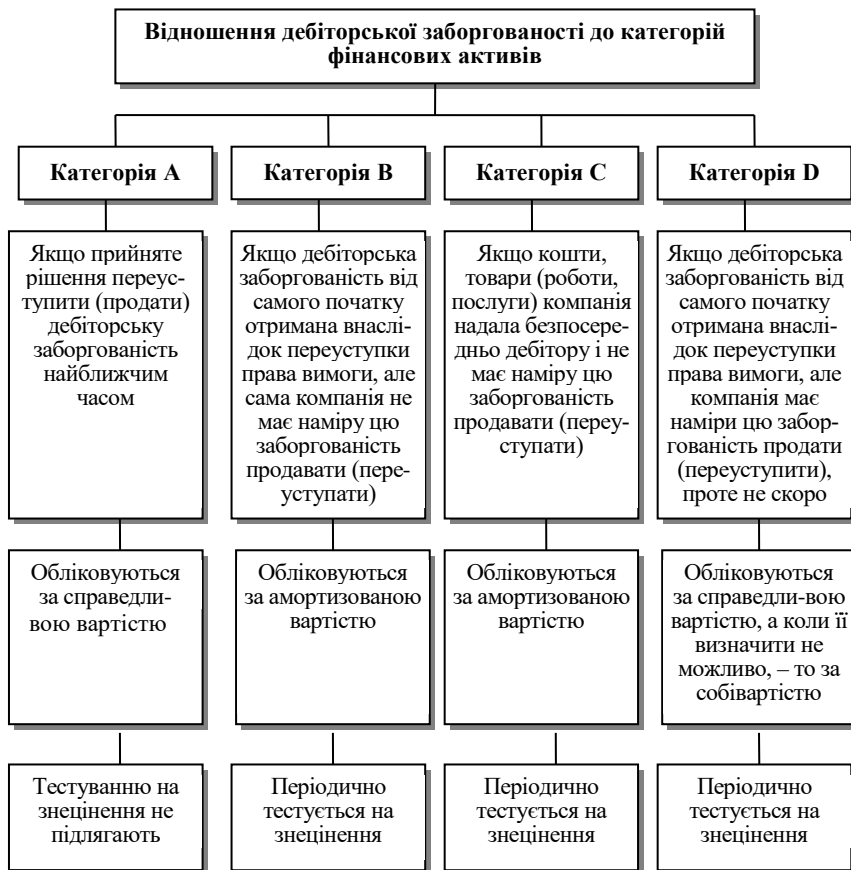 Відношення дебіторської заборгованості до категорій
фінансових активів
Категорія А
Категорія В
Категорія С
Категорія D
Якщо прийняте
рішення переус-
тупити (продати)
дебіторську
заборгованість
найближчим
часом
Якщо дебіторська
заборгованість від
самого початку
отримана внаслі-
док переуступки
права вимоги, але
сама компанія не
має наміру цю
заборгованість
продавати (пере-
уступати)
Якщо кошти,
товари (роботи,
послуги) компанія
надала безпосере-
дньо дебітору і не
має наміру цю
заборгованість
продавати (переу-
ступати)
Якщо дебіторська
заборгованість від
самого початку
отримана внаслі-
док переуступки
права вимоги, але
компанія має
наміри цю забор-
гованість продати
(переуступити),
проте не скоро
Обліковуються
за справедли-
вою вартістю
Обліковуються
за амортизованою
вартістю
Обліковуються
за амортизованою
вартістю
Обліковуються
за справедли-вою
вартістю, а коли її
визначити не
можливо, – то за
собівартістю
Тестуванню на
знецінення не
підлягають
Періодично
тестується на
знецінення
Періодично
тестується на
знецінення
Періодично
тестується на
знецінення